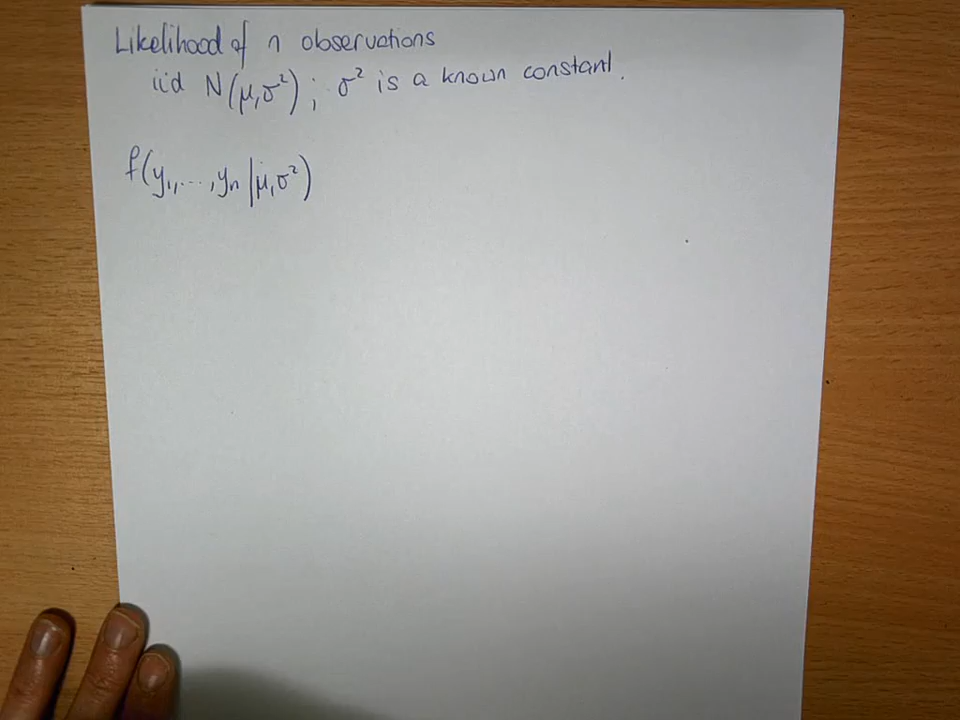 Likelihood of n observations
iid N(μ,σ²) ; σ² is a known constant.
f(y₁,...,yₙ|μ,σ²)